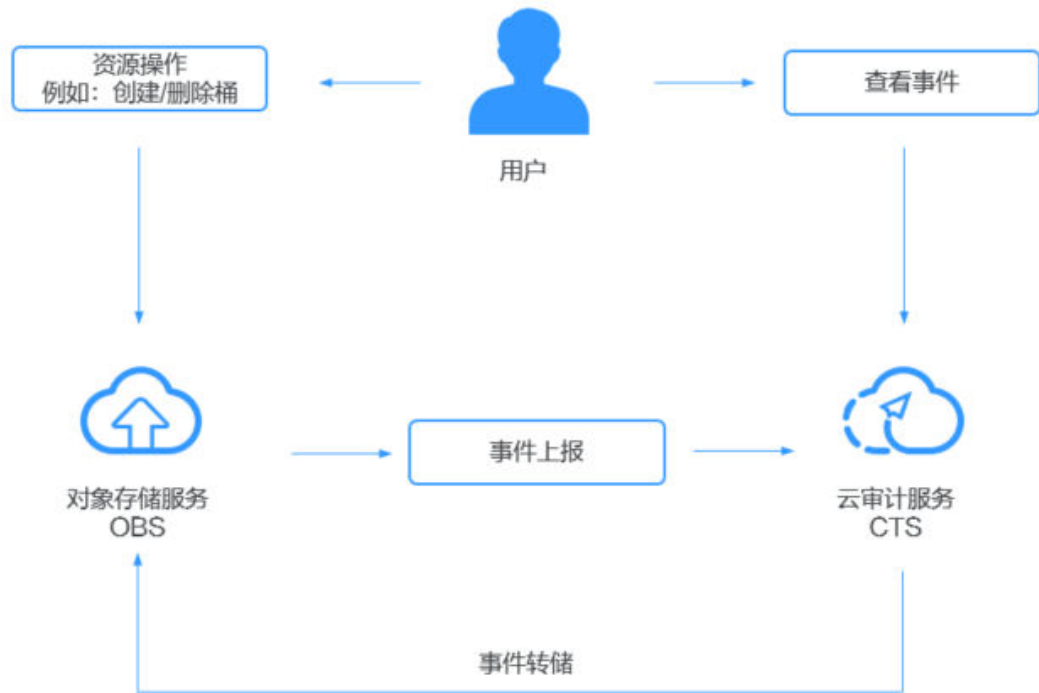 资源操作
例如：创建/删除桶
查看事件
用户
事件上报
对象存储服务
OBS
云审计服务
CTS
事件转储